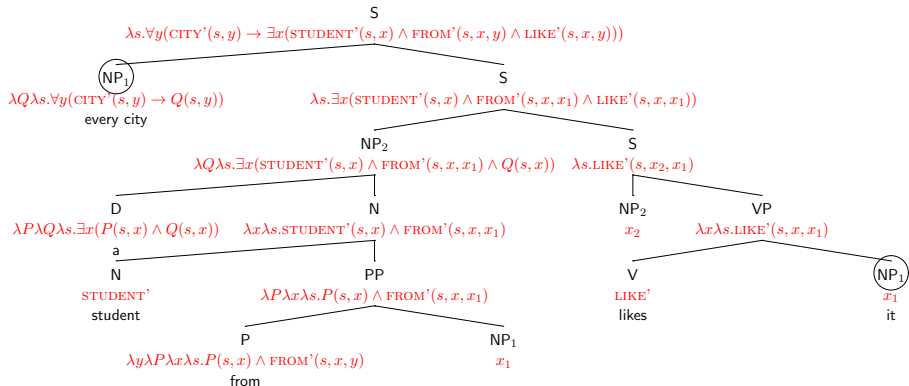 S
λs.∀y(CITY'(s, y) → ∃x(STUDENT'(s, x) ∧ FROM'(s, x, y) ∧ LIKE'(s, x, y)))
NP₁ S
λQλs.∀y(CITY'(s, y) → Q(s, y)) λs.∃x(STUDENT'(s, x) ∧ FROM'(s, x, x₁) ∧ LIKE'(s, x, x₁))
every city
NP₂ S
λQλs.∃x(STUDENT'(s, x) ∧ FROM'(s, x, x₁) ∧ Q(s, x)) λs.LIKE'(s, x₂, x₁)
D N NP₂ VP
λPλQλs.∃x(P(s, x) ∧ Q(s, x)) λxλs.STUDENT'(s, x) ∧ FROM'(s, x, x₁) x₂ λxλs.LIKE'(s, x, x₁)
a
N PP V NP₁
STUDENT' λPλxλs.P(s, x) ∧ FROM'(s, x, x₁) LIKE' x₁
student likes it
P NP₁
λyλPλxλs.P(s, x) ∧ FROM'(s, x, y) x₁
from